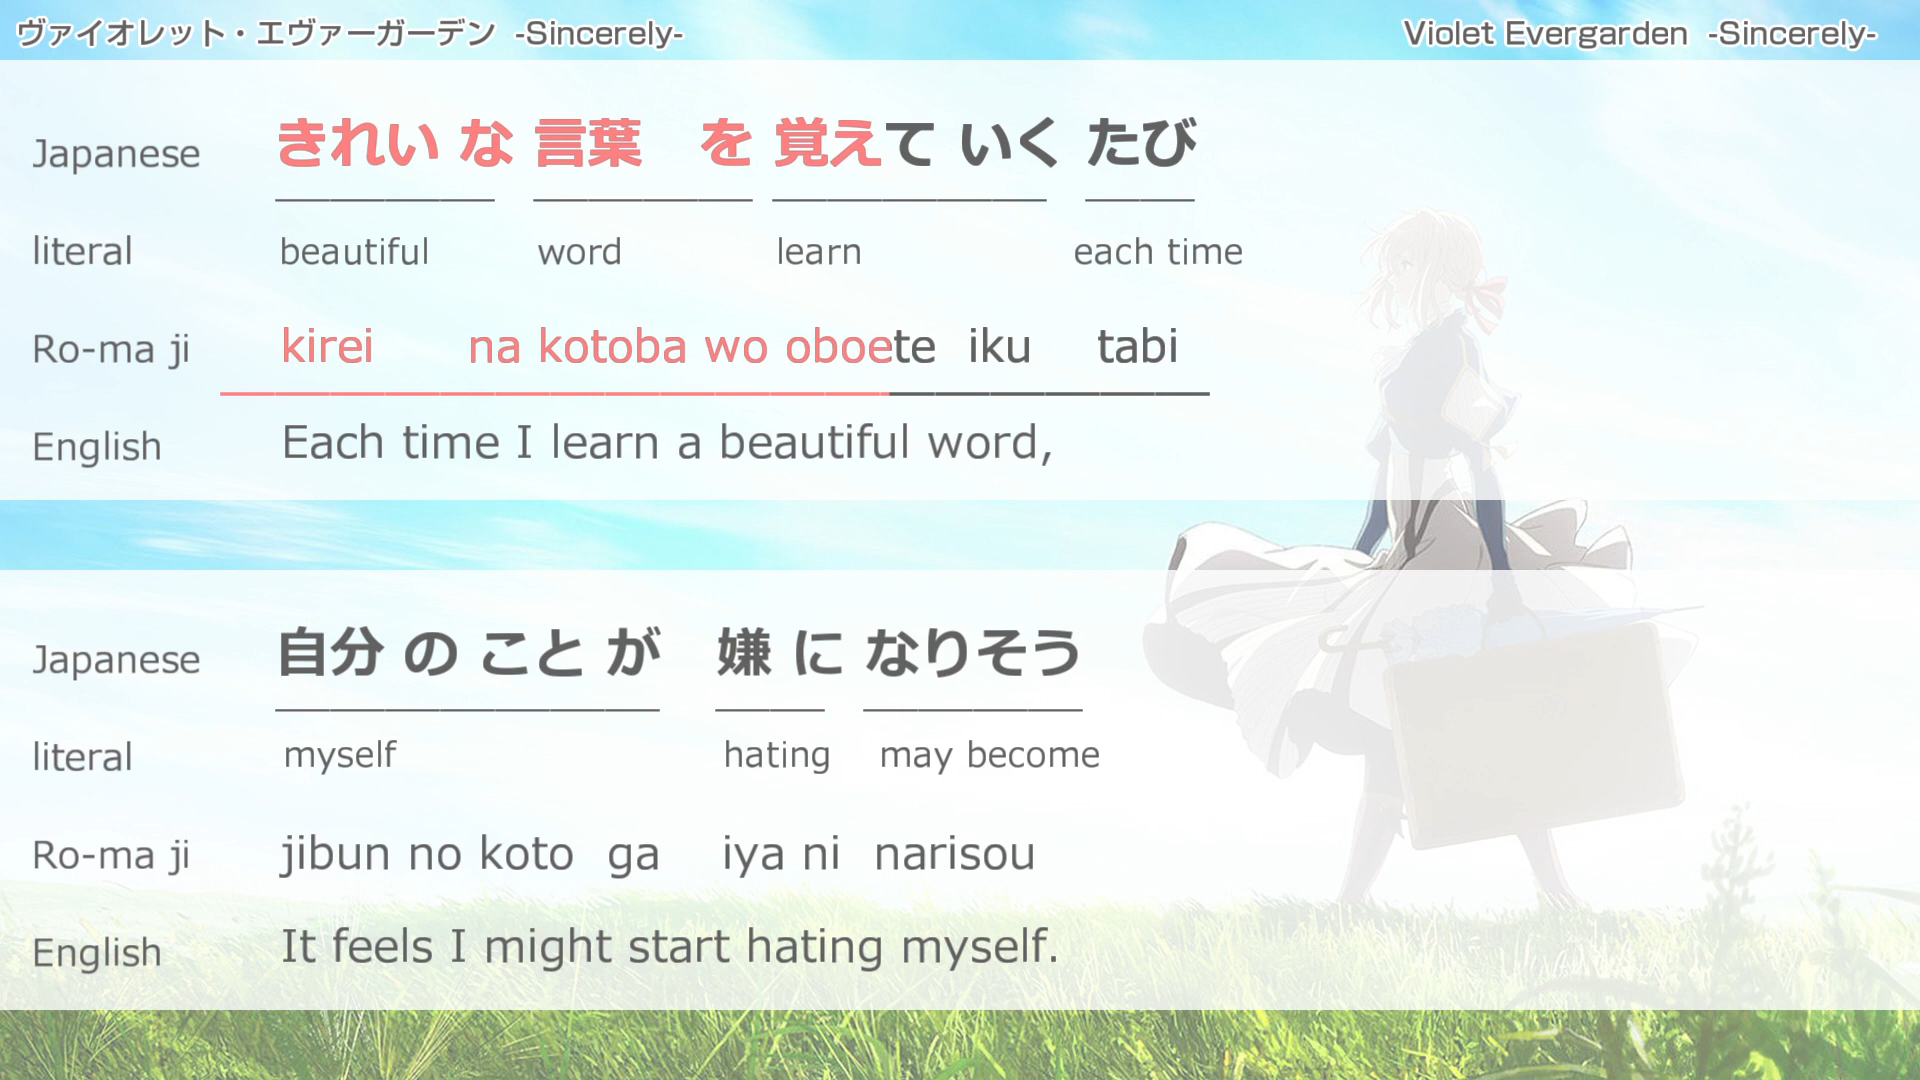 ヴァイオレット・エヴァーガーデン -Sincerely-
Violet Evergarden -Sincerely-
Japanese きれい な 言葉 を 覚えて いく たび
literal beautiful word learn each time
Ro-ma ji kirei na kotoba wo oboete iku tabi
English Each time I learn a beautiful word,
Japanese 自分 の こと が 嫌 に なりそう
literal myself hating may become
Ro-ma ji jibun no koto ga iya ni narisou
English It feels I might start hating myself.